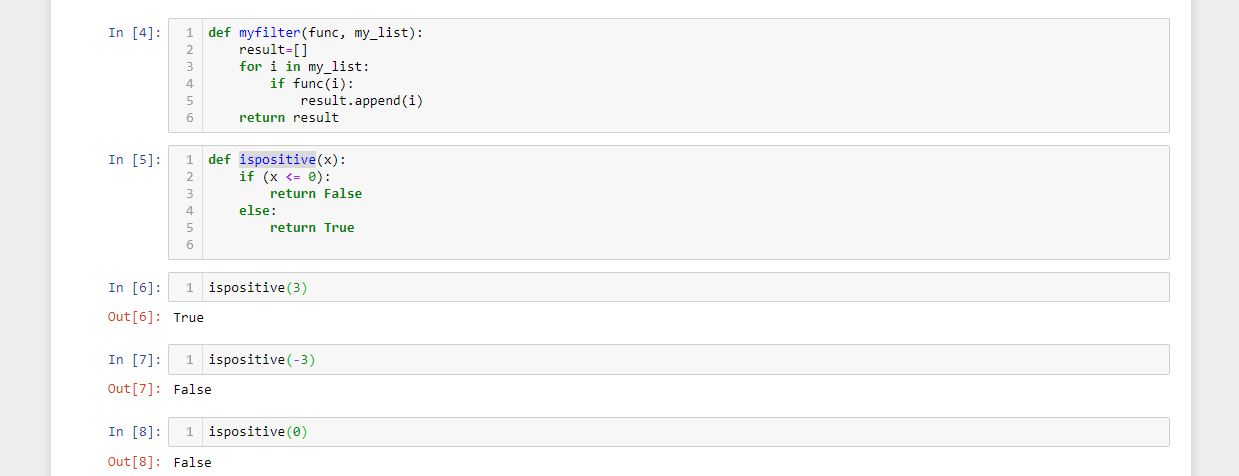 In [4]:
1 def myfilter(func, my_list):
2     result=[]
3     for i in my_list:
4         if func(i):
5             result.append(i)
6     return result
In [5]:
1 def ispositive(x):
2     if (x <= 0):
3         return False
4     else:
5         return True
6
In [6]: 1 ispositive(3)
Out[6]: True
In [7]: 1 ispositive(-3)
Out[7]: False
In [8]: 1 ispositive(0)
Out[8]: False